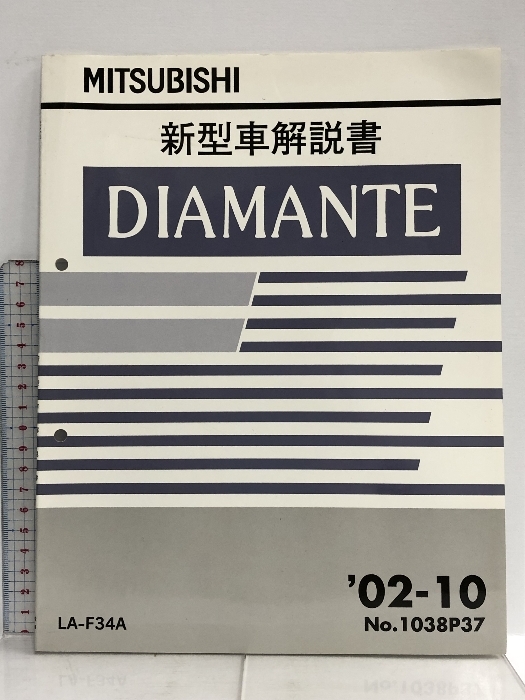 MITSUBISHI
新型車解説書
DIAMANTE
'02-10
LA-F34A
No.1038P37